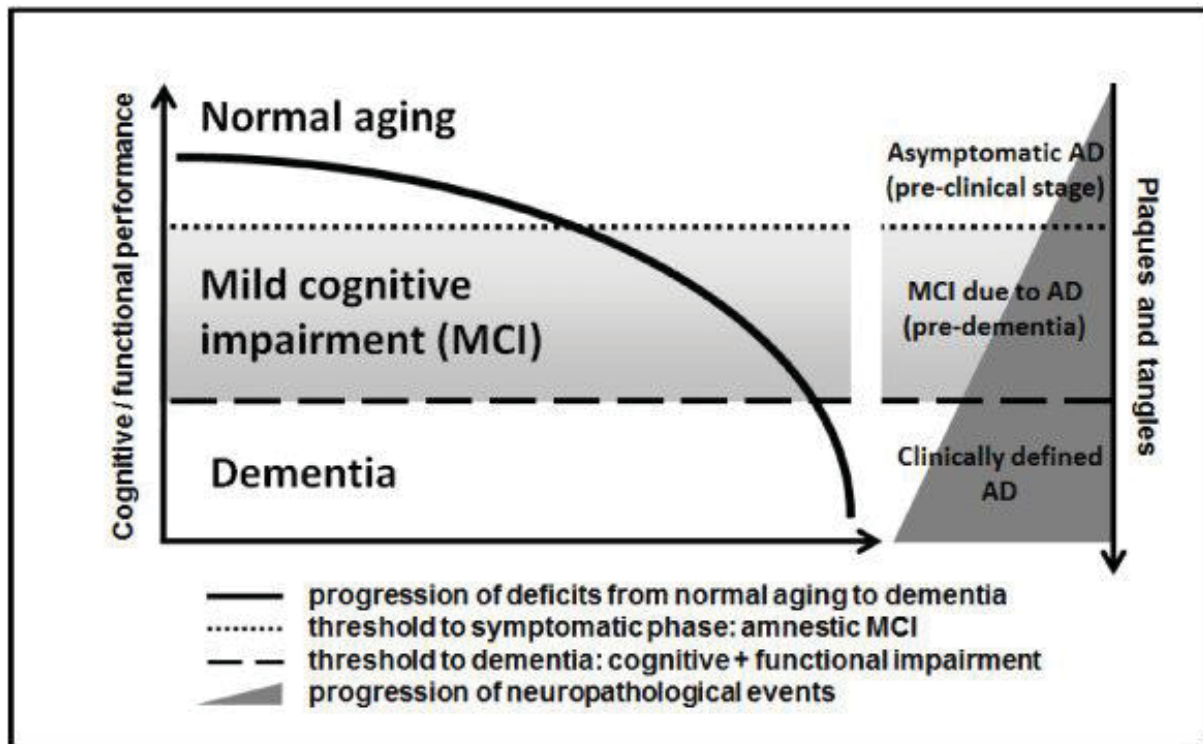 Cognitive / functional performance
Normal aging
Mild cognitive
impairment (MCI)
Dementia
Asymptomatic AD
(pre-clinical stage)
MCI due to AD
(pre-dementia)
Clinically defined
AD
Plaques and tangles
progression of deficits from normal aging to dementia
threshold to symptomatic phase: amnestic MCI
threshold to dementia: cognitive + functional impairment
progression of neuropathological events